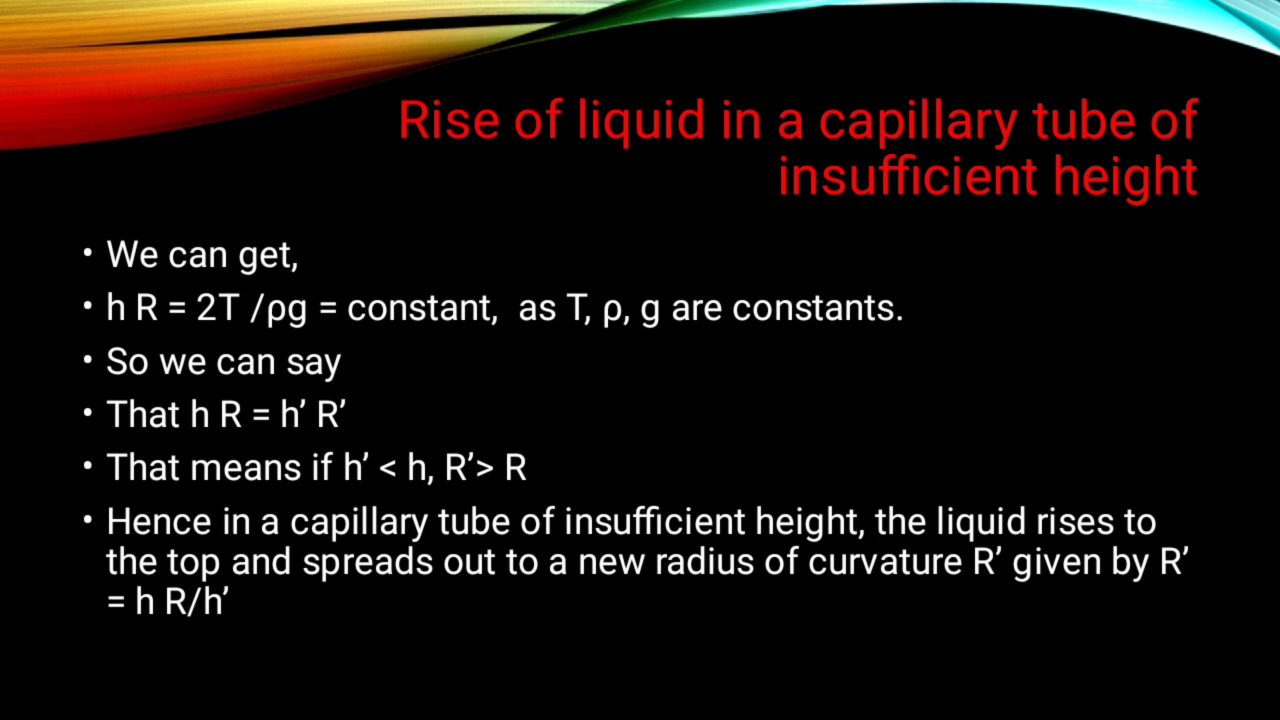 Rise of liquid in a capillary tube of
insufficient height
• We can get,
• h R = 2T /ρg = constant,  as T, ρ, g are constants.
• So we can say
• That h R = h’ R’
• That means if h’ < h, R’> R
• Hence in a capillary tube of insufficient height, the liquid rises to
the top and spreads out to a new radius of curvature R’ given by R’
= h R/h’